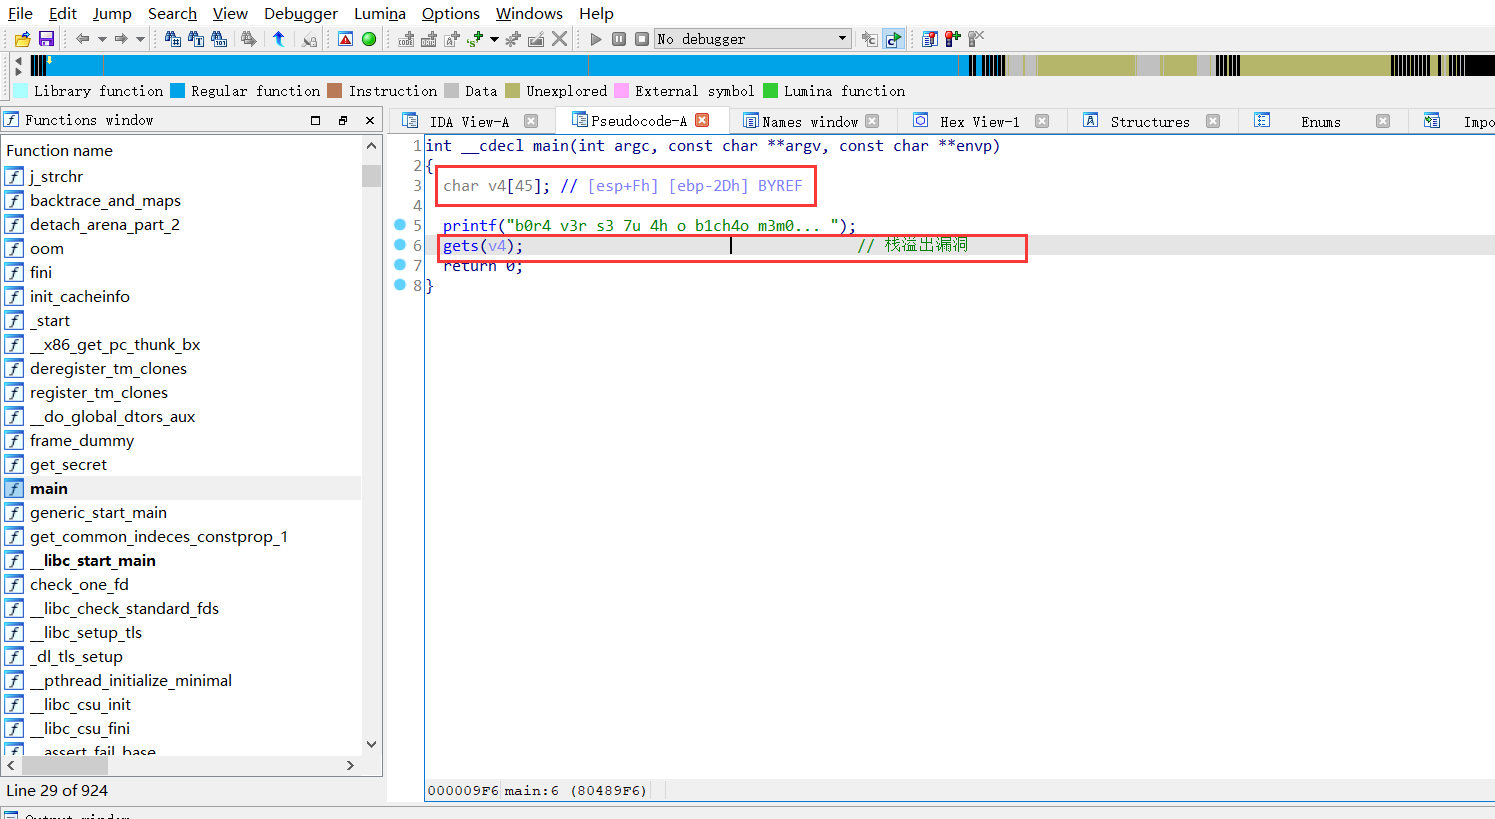 File Edit Jump Search View Debugger Lumina Options Windows Help
No debugger
Library function Regular function Instruction Data Unexplored External symbol Lumina function
Functions window
IDA View-A Pseudocode-A Names window Hex View-1 Structures Enums Impo
Function name
j_strchr
backtrace_and_maps
detach_arena_part_2
oom
fini
init_cacheinfo
_start
__x86_get_pc_thunk_bx
deregister_tm_clones
register_tm_clones
__do_global_dtors_aux
frame_dummy
get_secret
main
generic_start_main
get_common_indeces_constprop_1
__libc_start_main
check_one_fd
__libc_check_standard_fds
__libc_setup_tls
_dl_tls_setup
__pthread_initialize_minimal
__libc_csu_init
__libc_csu_fini
__assert_fail_base
Line 29 of 924
1 int __cdecl main(int argc, const char **argv, const char **envp)
2 {
3 char v4[45]; // [esp+Fh] [ebp-2Dh] BYREF
4
5 printf("b0r4 v3r s3 7u 4h o b1ch4o m3m0... ");
6 gets(v4); // 栈溢出漏洞
7 return 0;
8 }
000009F6 main:6 (80489F6)
Output window